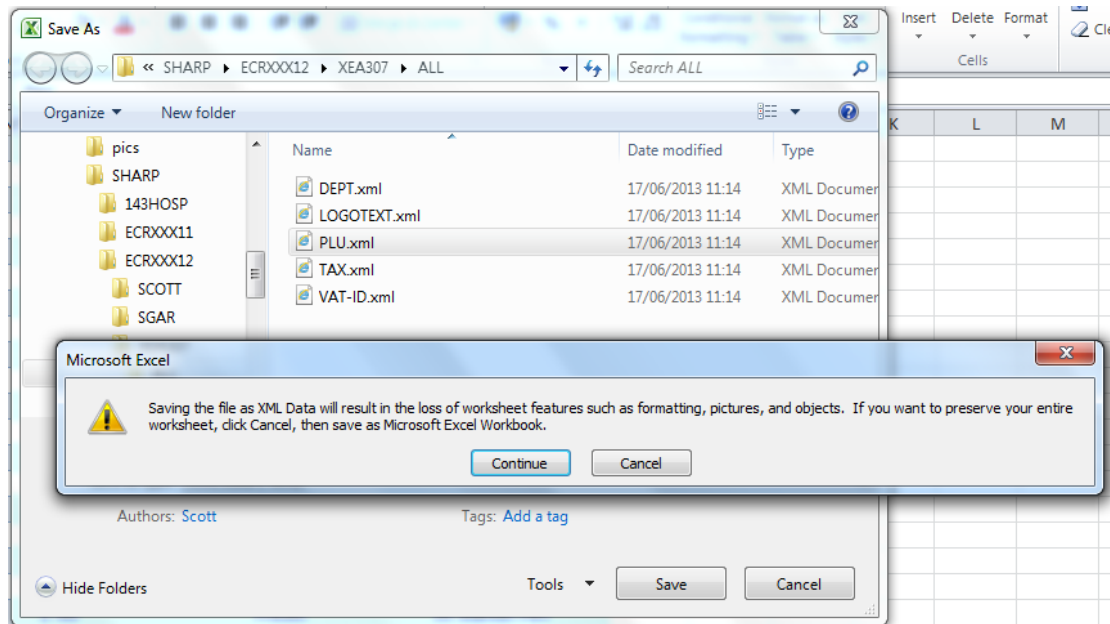 Save As
Insert Delete Format
Cells
« SHARP ECRXXX12 XEA307 ALL
Search ALL
Organize New folder
K L M
Name Date modified Type
pics
SHARP
143HOSP
ECRXXX11
ECRXXX12
SCOTT
SGAR
DEPT.xml 17/06/2013 11:14 XML Documen
LOGOTEXT.xml 17/06/2013 11:14 XML Documen
PLU.xml 17/06/2013 11:14 XML Documen
TAX.xml 17/06/2013 11:14 XML Documen
VAT-ID.xml 17/06/2013 11:14 XML Documen
Microsoft Excel
Saving the file as XML Data will result in the loss of worksheet features such as formatting, pictures, and objects. If you want to preserve your entire
worksheet, click Cancel, then save as Microsoft Excel Workbook.
Continue Cancel
Authors: Scott Tags: Add a tag
Hide Folders Tools Save Cancel